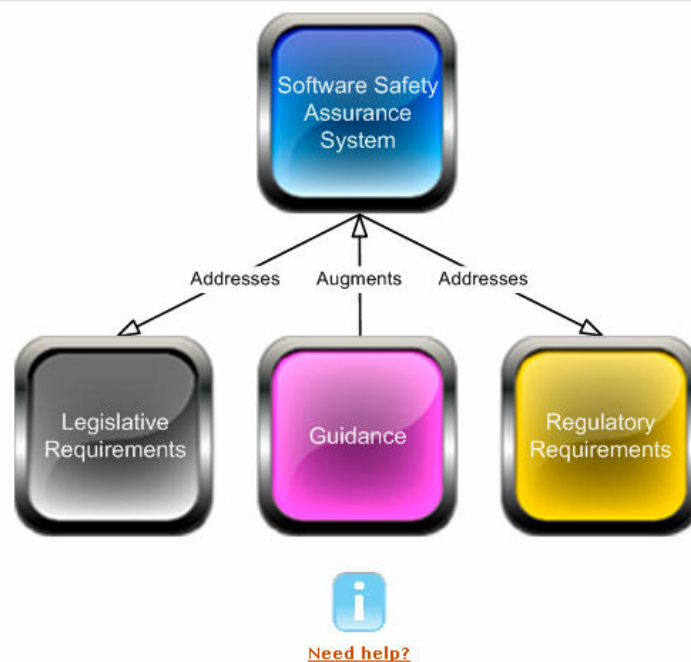 Software Safety
Assurance
System
Addresses
Augments
Addresses
Legislative
Requirements
Guidance
Regulatory
Requirements
i
Need help?